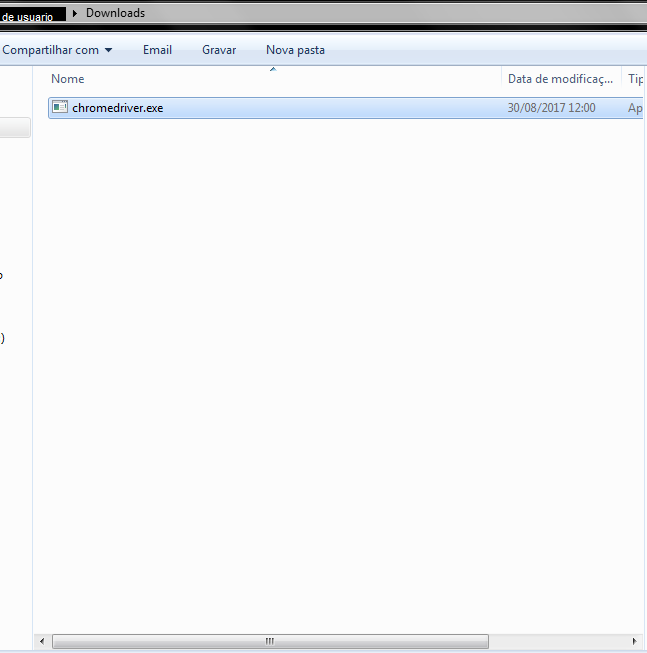 de usuario Downloads
Compartilhar com Email Gravar Nova pasta
Nome Data de modificaç... Tip
chromedriver.exe 30/08/2017 12:00 Ap
o
)